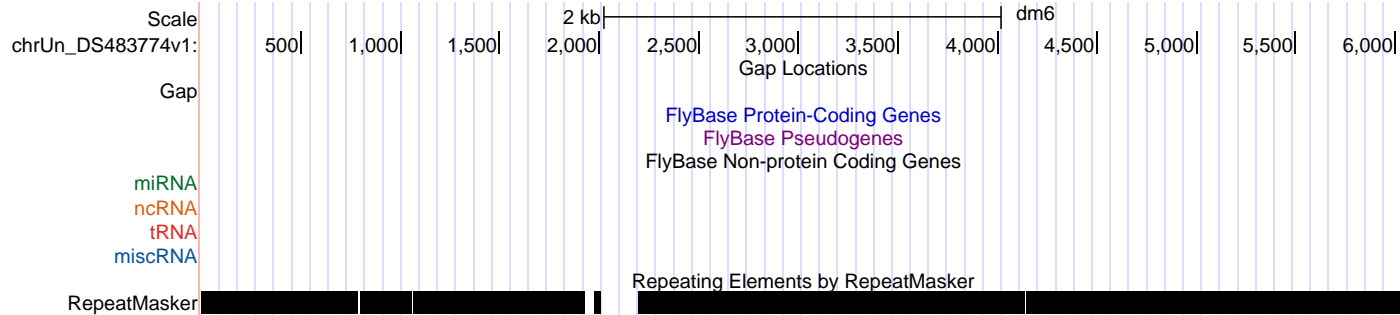 Scale 2 kb dm6
chrUn_DS483774v1: 500 1,000 1,500 2,000 2,500 3,000 3,500 4,000 4,500 5,000 5,500 6,000
Gap Locations
Gap
FlyBase Protein-Coding Genes
FlyBase Pseudogenes
FlyBase Non-protein Coding Genes
miRNA
ncRNA
tRNA
miscRNA
Repeating Elements by RepeatMasker
RepeatMasker